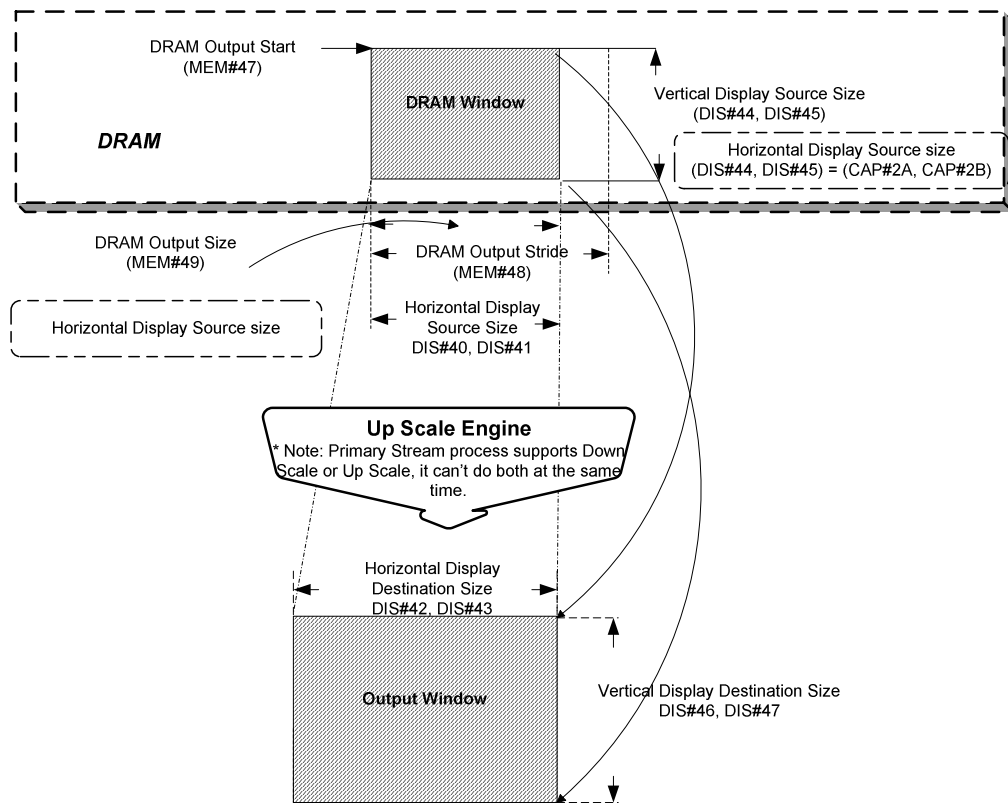 DRAM Output Start
(MEM#47)
DRAM Window
Vertical Display Source Size
(DIS#44, DIS#45)
DRAM
Horizontal Display Source size
(DIS#44, DIS#45) = (CAP#2A, CAP#2B)
DRAM Output Size
(MEM#49)
DRAM Output Stride
(MEM#48)
Horizontal Display Source size
Horizontal Display
Source Size
DIS#40, DIS#41
Up Scale Engine
* Note: Primary Stream process supports Down
Scale or Up Scale, it can't do both at the same
time.
Horizontal Display
Destination Size
DIS#42, DIS#43
Output Window
Vertical Display Destination Size
DIS#46, DIS#47